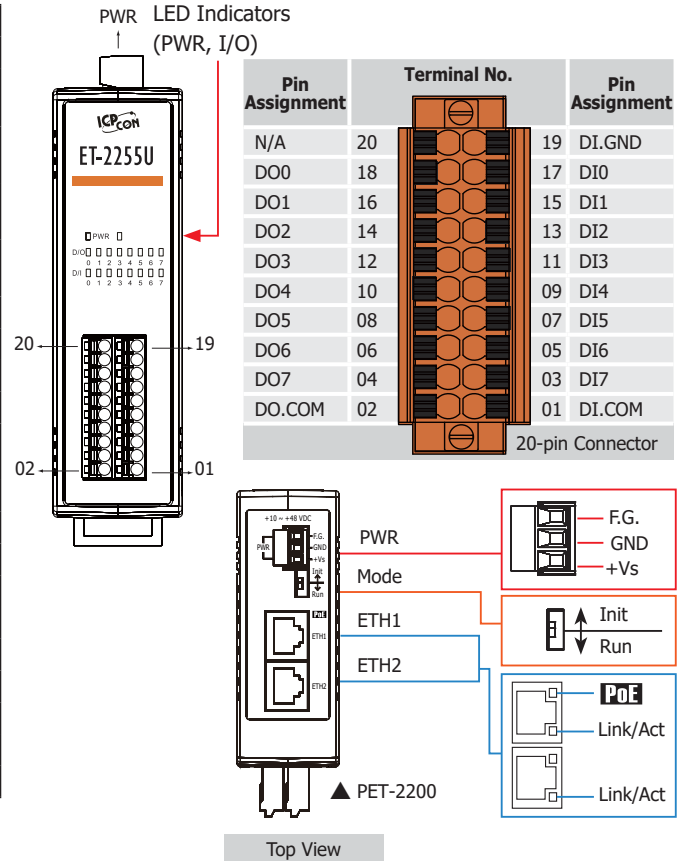 PWR
LED Indicators
(PWR, I/O)
ICP CON
ET-2255U
PWR
D/O
0 1 2 3 4 5 6 7
D/I
0 1 2 3 4 5 6 7
20
19
02
01
Pin Assignment Terminal No. Pin Assignment
N/A 20 19 DI.GND
DO0 18 17 DI0
DO1 16 15 DI1
DO2 14 13 DI2
DO3 12 11 DI3
DO4 10 09 DI4
DO5 08 07 DI5
DO6 06 05 DI6
DO7 04 03 DI7
DO.COM 02 01 DI.COM
20-pin Connector
+10 ~ +48 VDC
PWR
F.G.
GND
+Vs
Init
Run
PoE
ETH1
ETH2
PWR
Mode
ETH1
ETH2
F.G.
GND
+Vs
Init
Run
PoE
Link/Act
Link/Act
▲ PET-2200
Top View